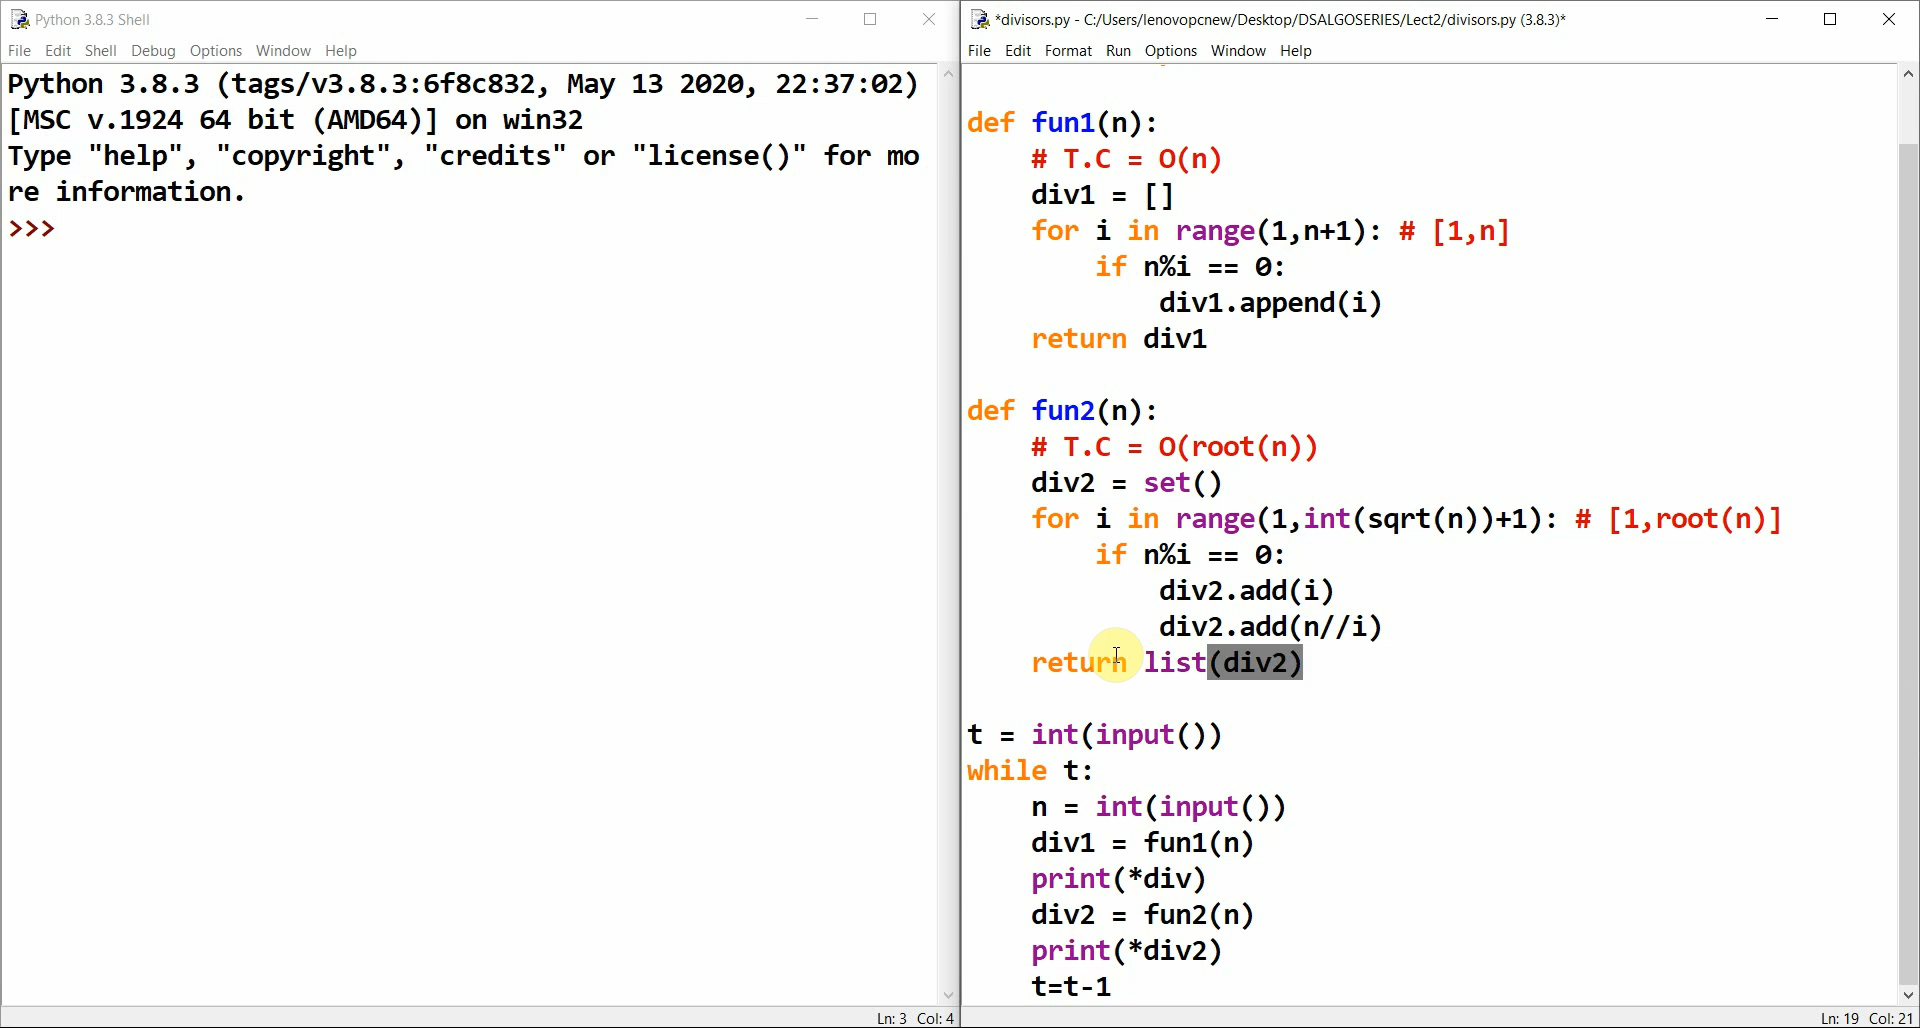 Python 3.8.3 Shell
File Edit Shell Debug Options Window Help
Python 3.8.3 (tags/v3.8.3:6f8c832, May 13 2020, 22:37:02)
[MSC v.1924 64 bit (AMD64)] on win32
Type "help", "copyright", "credits" or "license()" for mo
re information.
>>>
Ln: 3 Col: 4
*divisors.py - C:/Users/lenovopcnew/Desktop/DSALGOSERIES/Lect2/divisors.py (3.8.3)*
File Edit Format Run Options Window Help
def fun1(n):
    # T.C = O(n)
    div1 = []
    for i in range(1,n+1): # [1,n]
        if n%i == 0:
            div1.append(i)
    return div1
def fun2(n):
    # T.C = O(root(n))
    div2 = set()
    for i in range(1,int(sqrt(n))+1): # [1,root(n)]
        if n%i == 0:
            div2.add(i)
            div2.add(n//i)
    return list(div2)
t = int(input())
while t:
    n = int(input())
    div1 = fun1(n)
    print(*div)
    div2 = fun2(n)
    print(*div2)
    t=t-1
Ln: 19 Col: 21